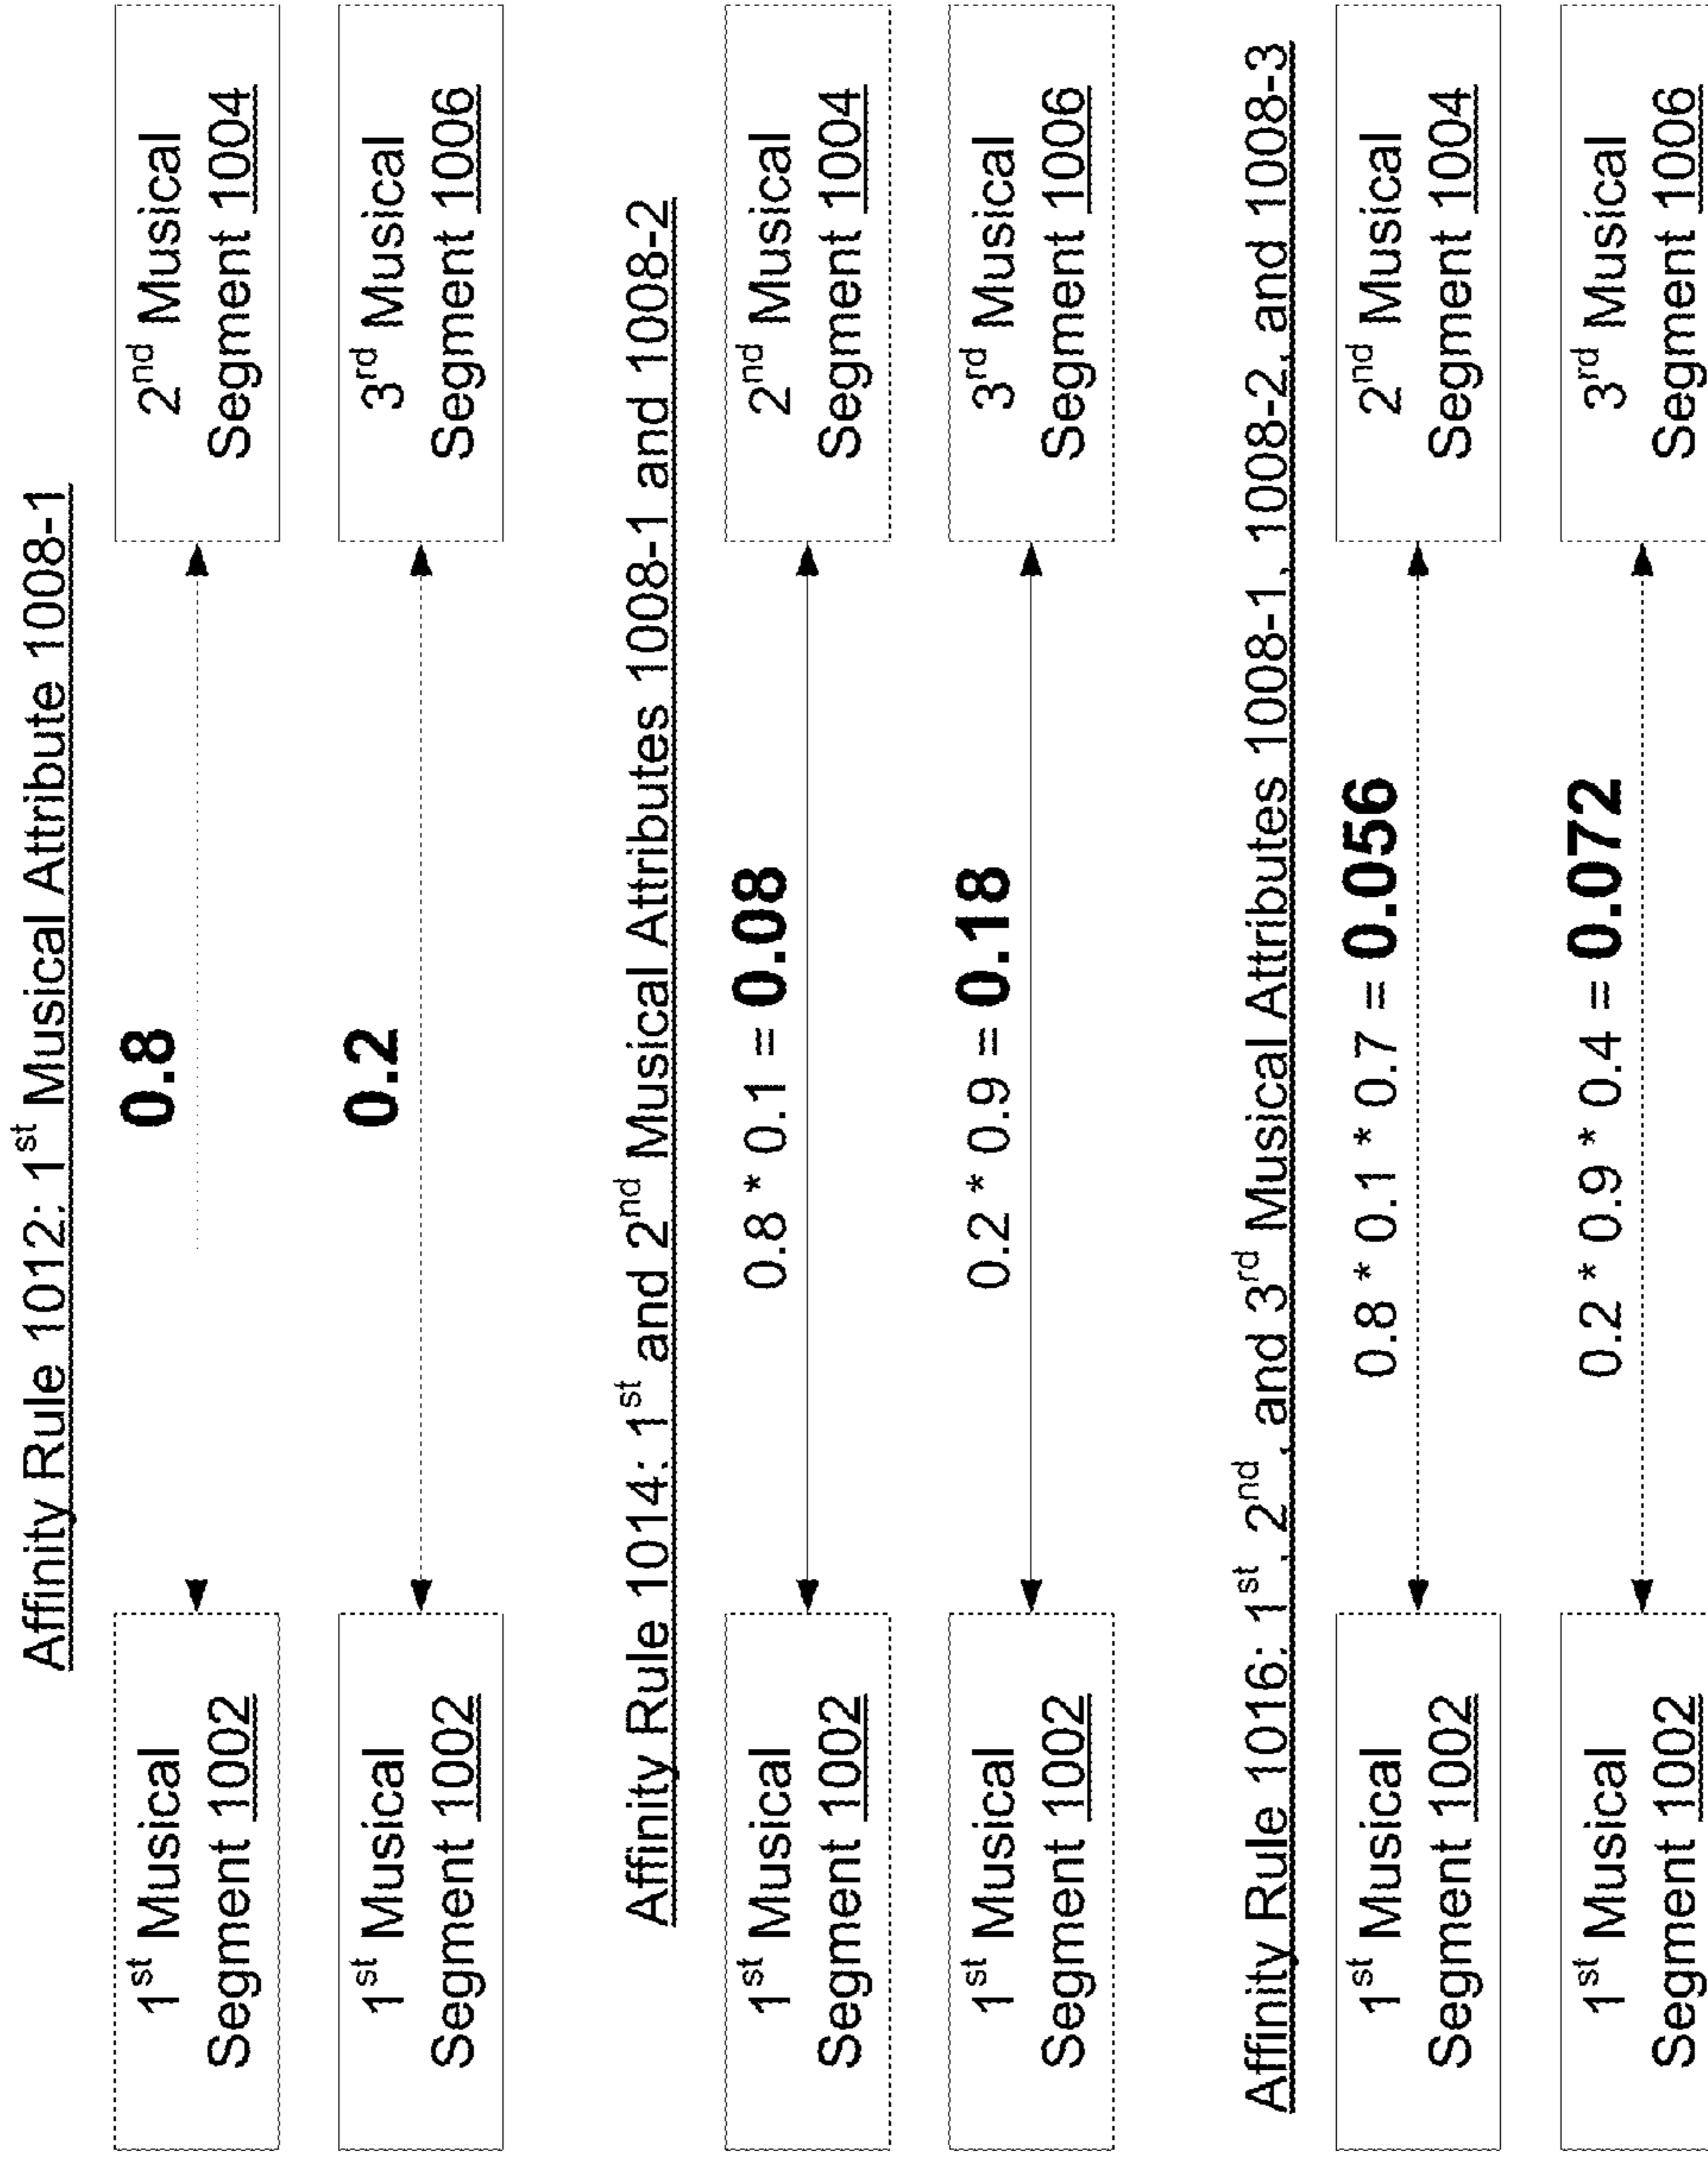 Affinity Rule 1012: 1st Musical Attribute 1008-1
1st Musical
Segment 1002
0.8
2nd Musical
Segment 1004
1st Musical
Segment 1002
0.2
3rd Musical
Segment 1006
Affinity Rule 1014: 1st and 2nd Musical Attributes 1008-1 and 1008-2
1st Musical
Segment 1002
0.8 * 0.1 = 0.08
2nd Musical
Segment 1004
1st Musical
Segment 1002
0.2 * 0.9 = 0.18
3rd Musical
Segment 1006
Affinity Rule 1016: 1st, 2nd, and 3rd Musical Attributes 1008-1, 1008-2, and 1008-3
1st Musical
Segment 1002
0.8 * 0.1 * 0.7 = 0.056
2nd Musical
Segment 1004
1st Musical
Segment 1002
0.2 * 0.9 * 0.4 = 0.072
3rd Musical
Segment 1006